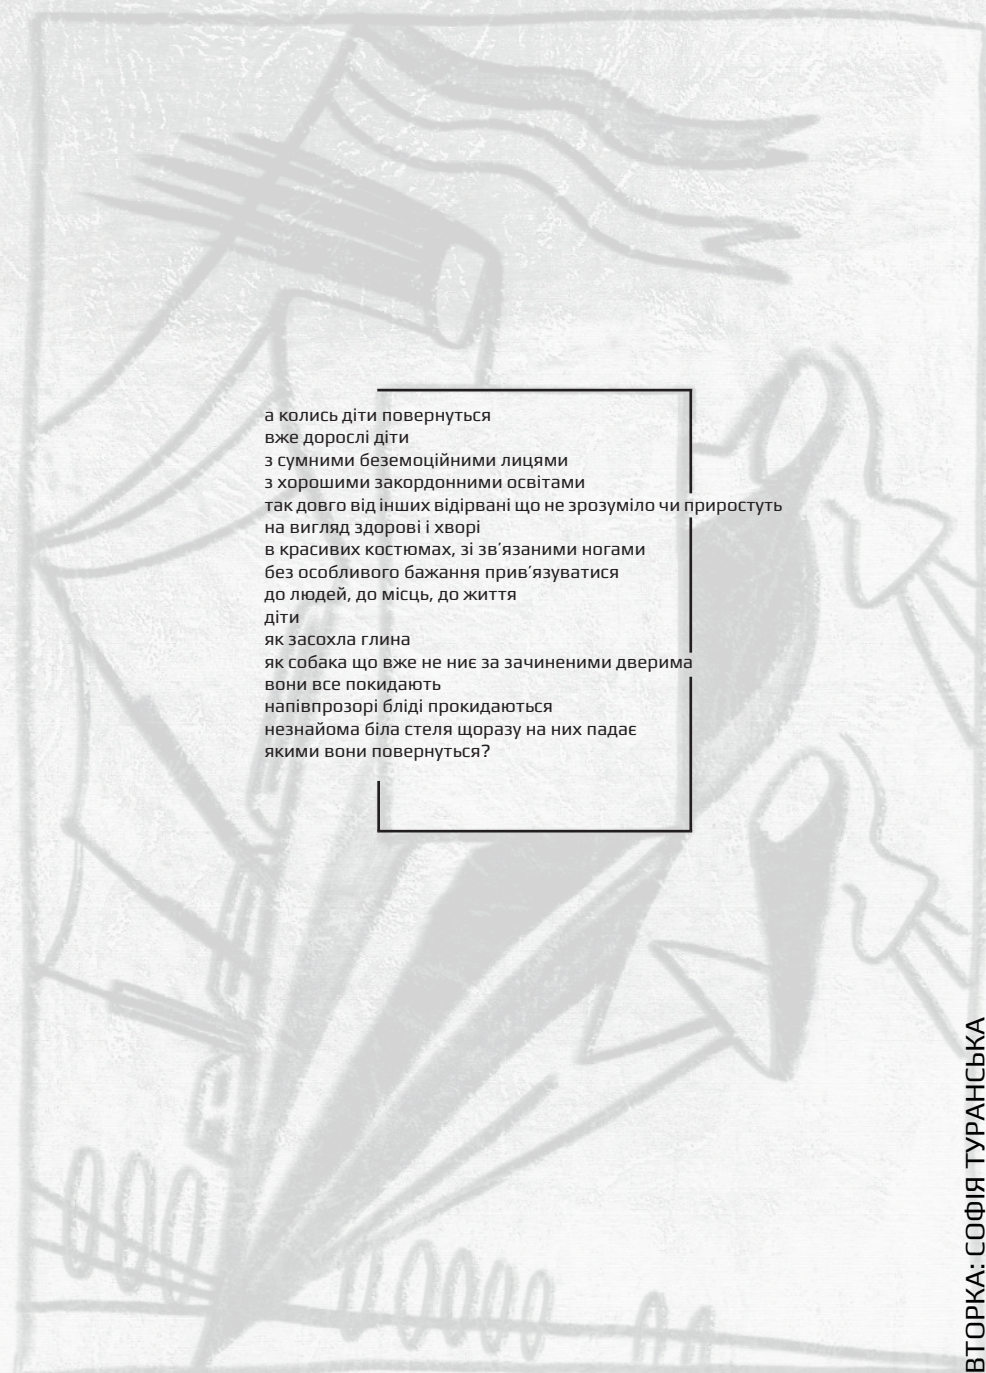 а колись діти повернуться
вже дорослі діти
з сумними беземоційними лицями
з хорошими закордонними освітами
так довго від інших відірвані що не зрозуміло чи приростуть
на вигляд здорові і хворі
в красивих костюмах, зі зв’язаними ногами
без особливого бажання прив’язуватися
до людей, до місць, до життя
діти
як засохла глина
як собака що вже не ниє за зачиненими дверима
вони все покидають
напівпрозорі бліді прокидаються
незнайома біла стеля щоразу на них падає
якими вони повернуться?
ВТОРКА: СОФІЯ ТУРАНСЬКА